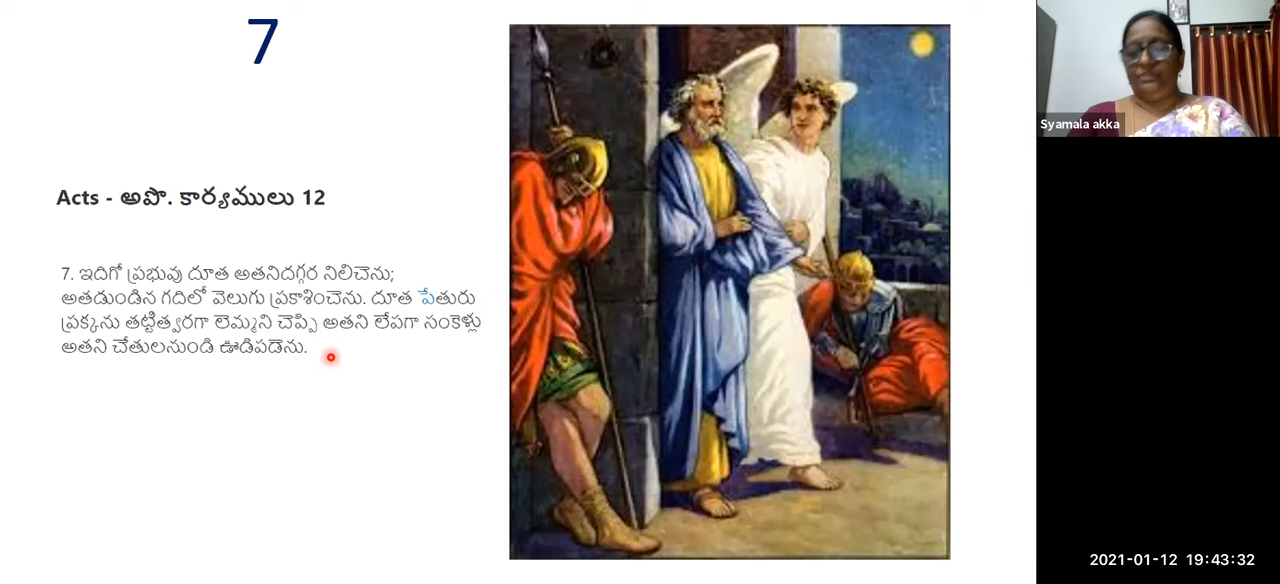 7
Acts - అపొ. కార్యములు 12
7. ఇదిగో ప్రభువు దూత అతనిదగ్గర నిలిచెను;
అతడుండిన గదిలో వెలుగు ప్రకాశించెను. దూత పేతురు
ప్రక్కను తట్టిత్వరగా లెమ్మని చెప్పి అతని లేపగా సంకెళ్లు
అతని చేతులనుండి ఊడిపడెను.
Syamala akka
2021-01-12 19:43:32